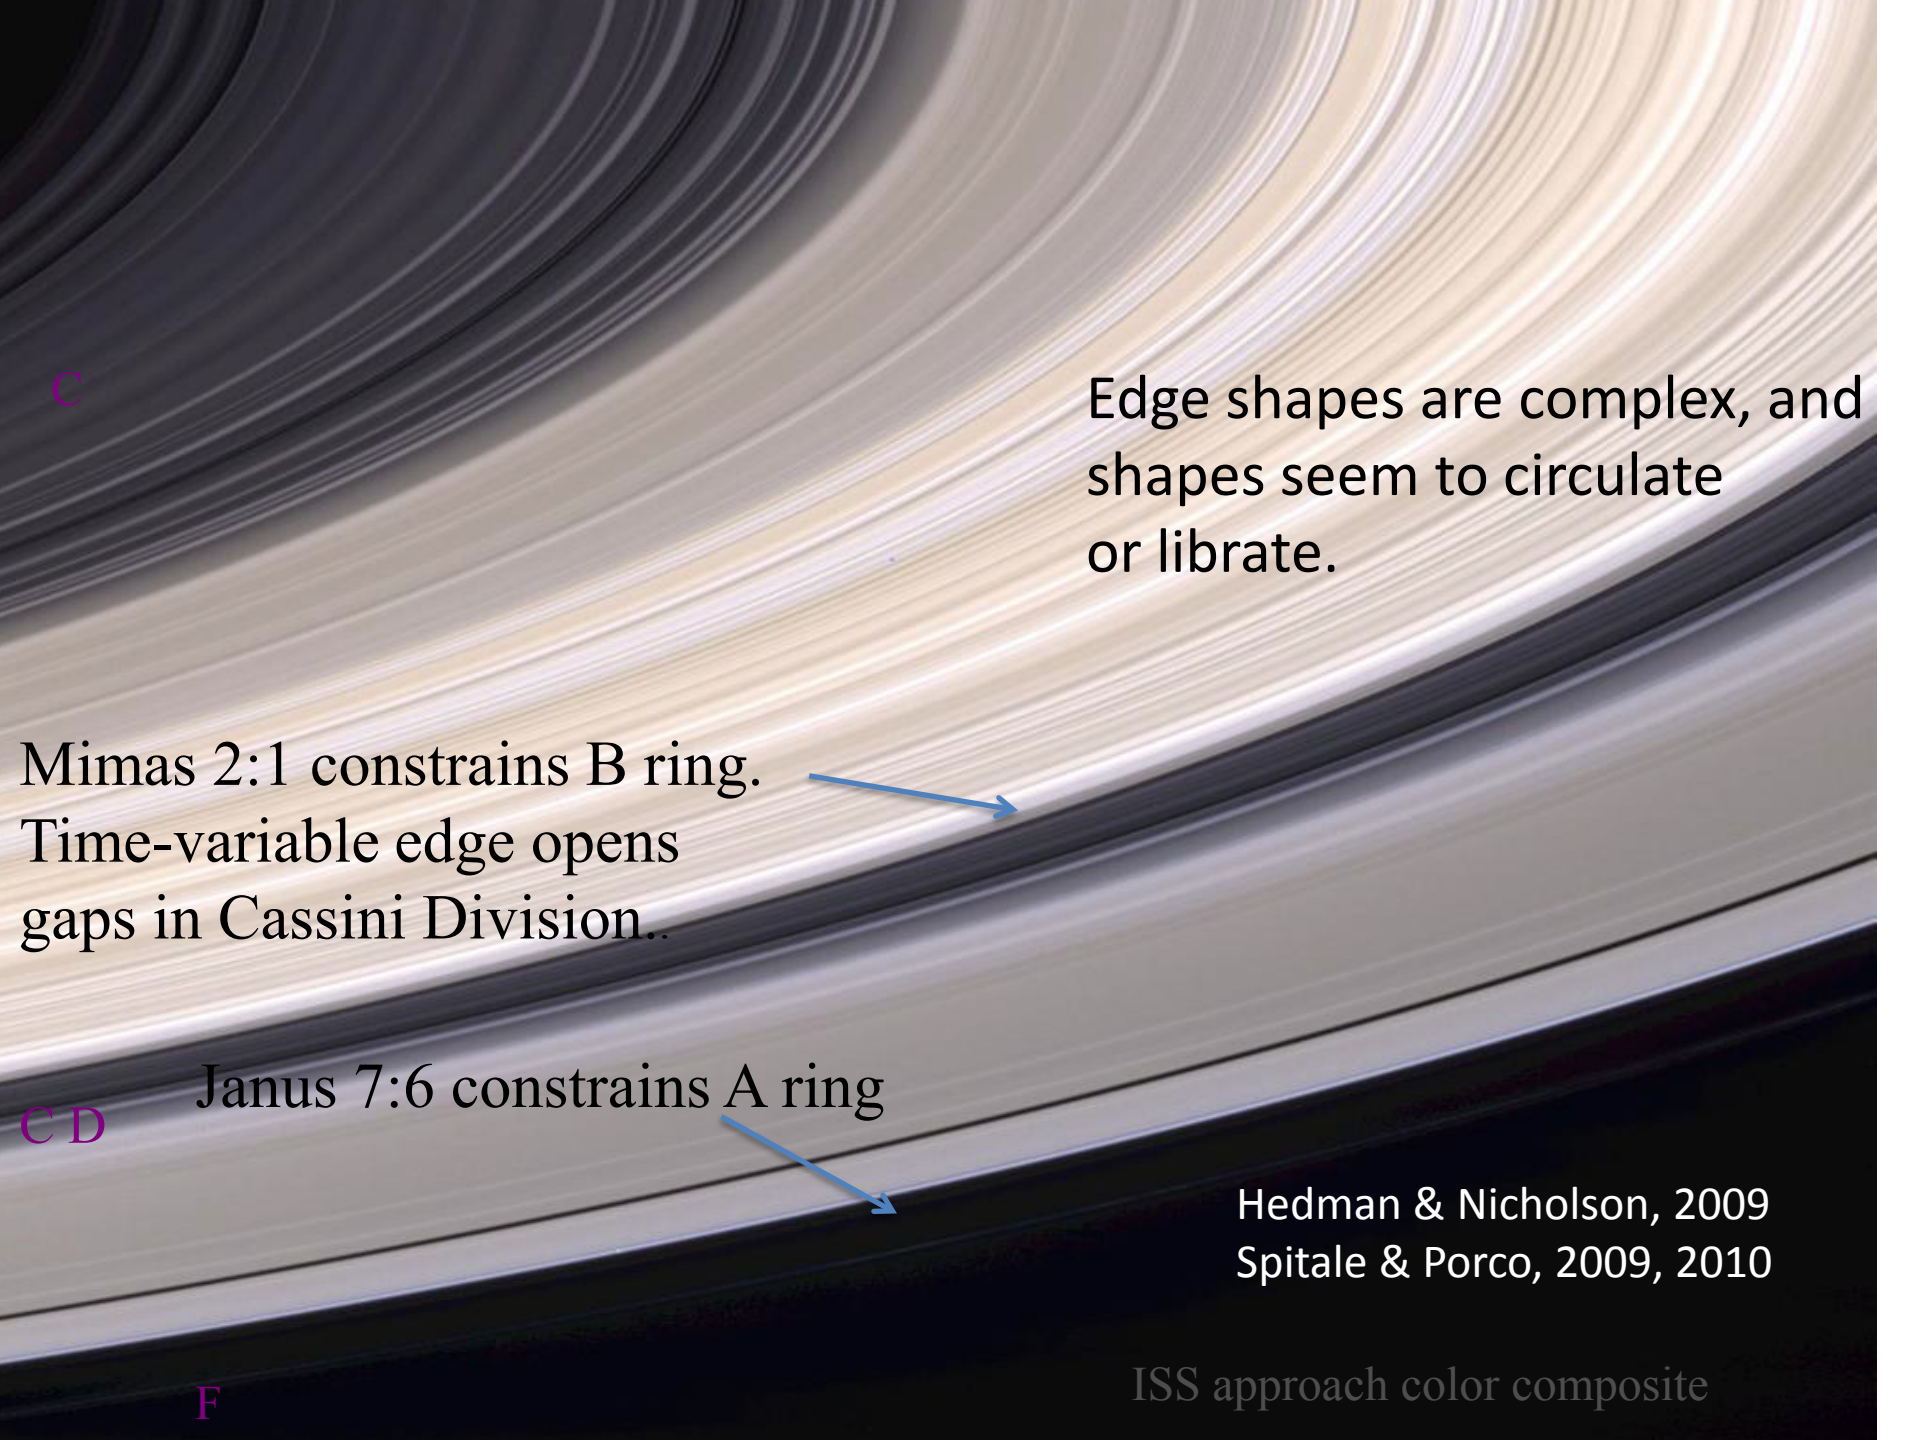 C
Edge shapes are complex, and
shapes seem to circulate
or librate.
Mimas 2:1 constrains B ring.
Time-variable edge opens
gaps in Cassini Division..
Janus 7:6 constrains A ring
C D
Hedman & Nicholson, 2009
Spitale & Porco, 2009, 2010
ISS approach color composite
F